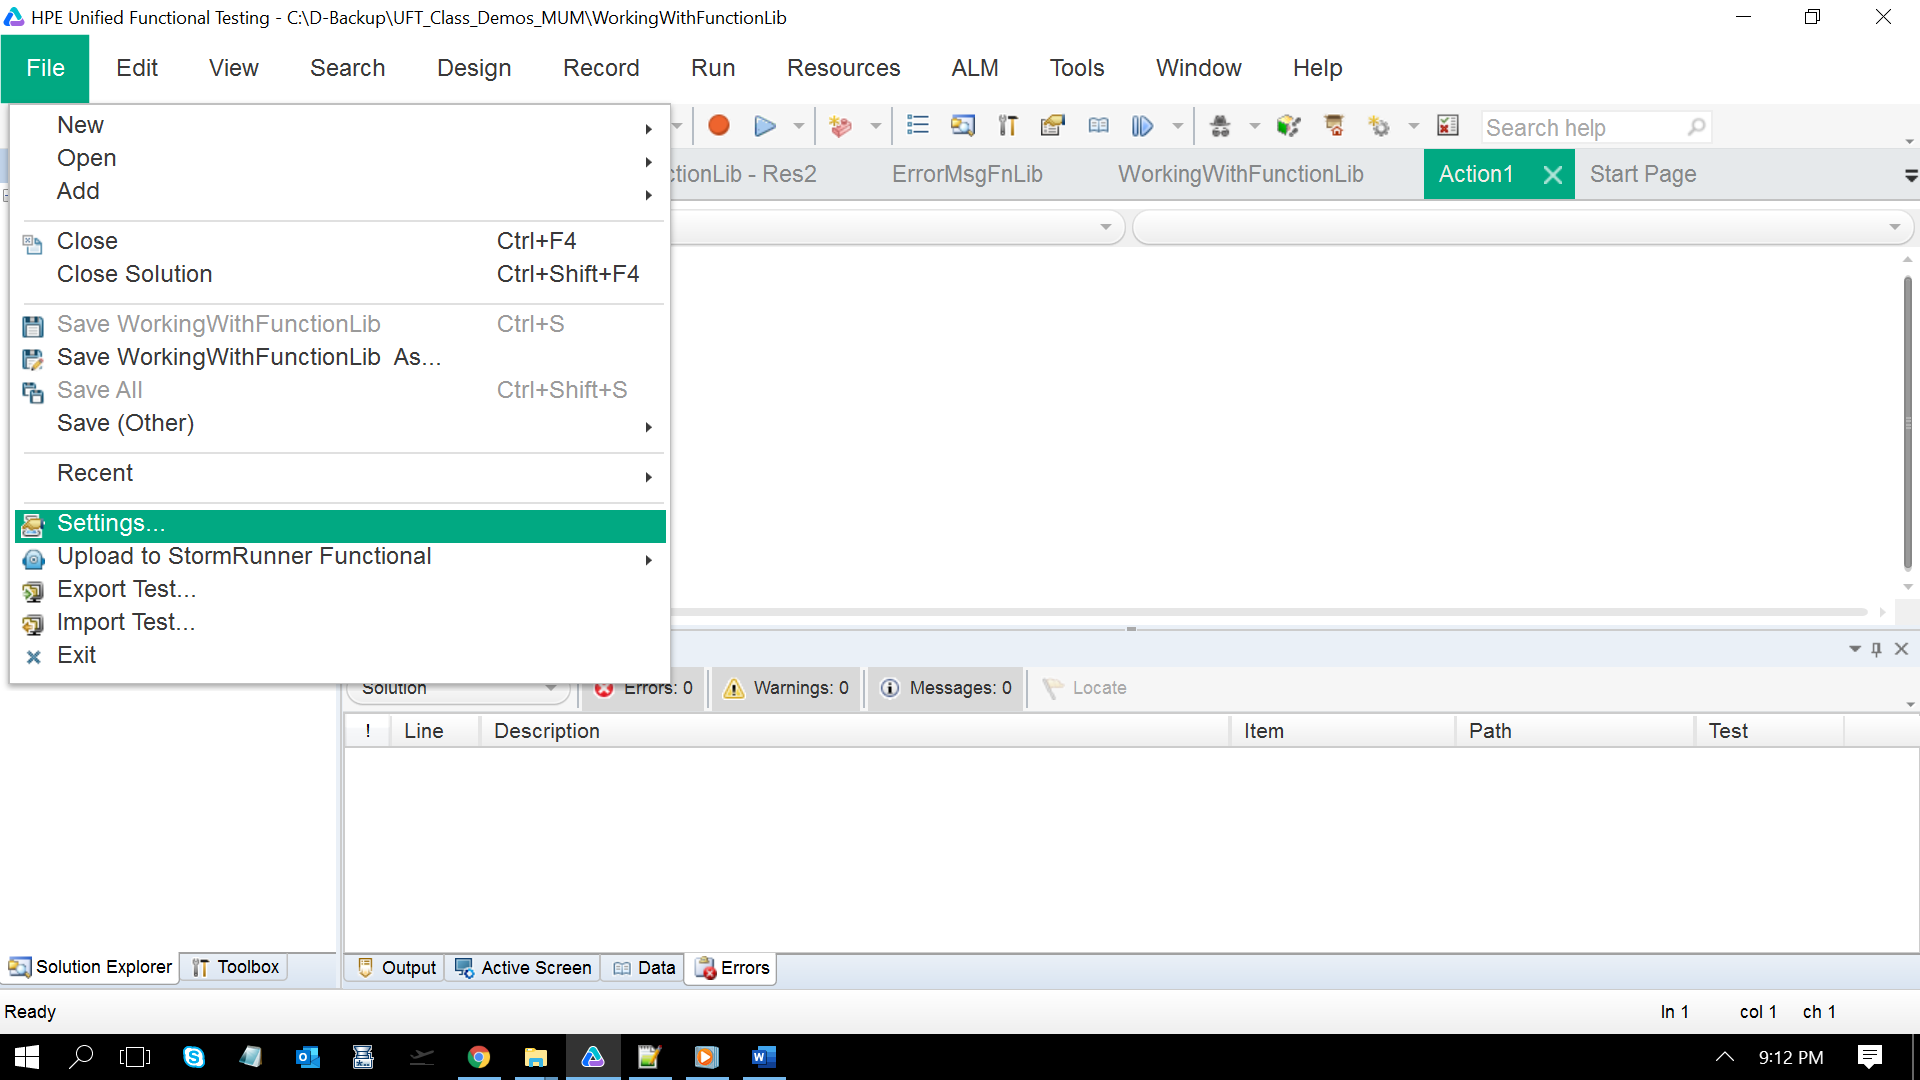 HPE Unified Functional Testing - C:\D-Backup\UFT_Class_Demos_MUM\WorkingWithFunctionLib
File Edit View Search Design Record Run Resources ALM Tools Window Help
Search help
ctionLib - Res2 ErrorMsgFnLib WorkingWithFunctionLib Action1 Start Page
New
Open
Add
Close Ctrl+F4
Close Solution Ctrl+Shift+F4
Save WorkingWithFunctionLib Ctrl+S
Save WorkingWithFunctionLib As...
Save All Ctrl+Shift+S
Save (Other)
Recent
Settings...
Upload to StormRunner Functional
Export Test...
Import Test...
Exit
Solution Errors: 0 Warnings: 0 Messages: 0 Locate
! Line Description Item Path Test
Solution Explorer Toolbox Output Active Screen Data Errors
Ready ln 1 col 1 ch 1
9:12 PM